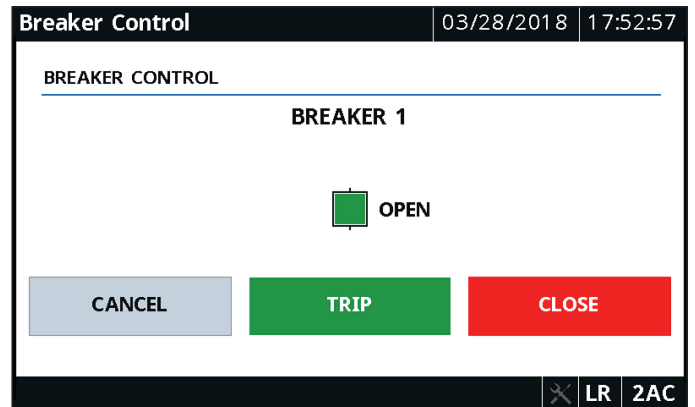 Breaker Control 03/28/2018 17:52:57
BREAKER CONTROL
BREAKER 1
OPEN
CANCEL TRIP CLOSE
LR 2AC